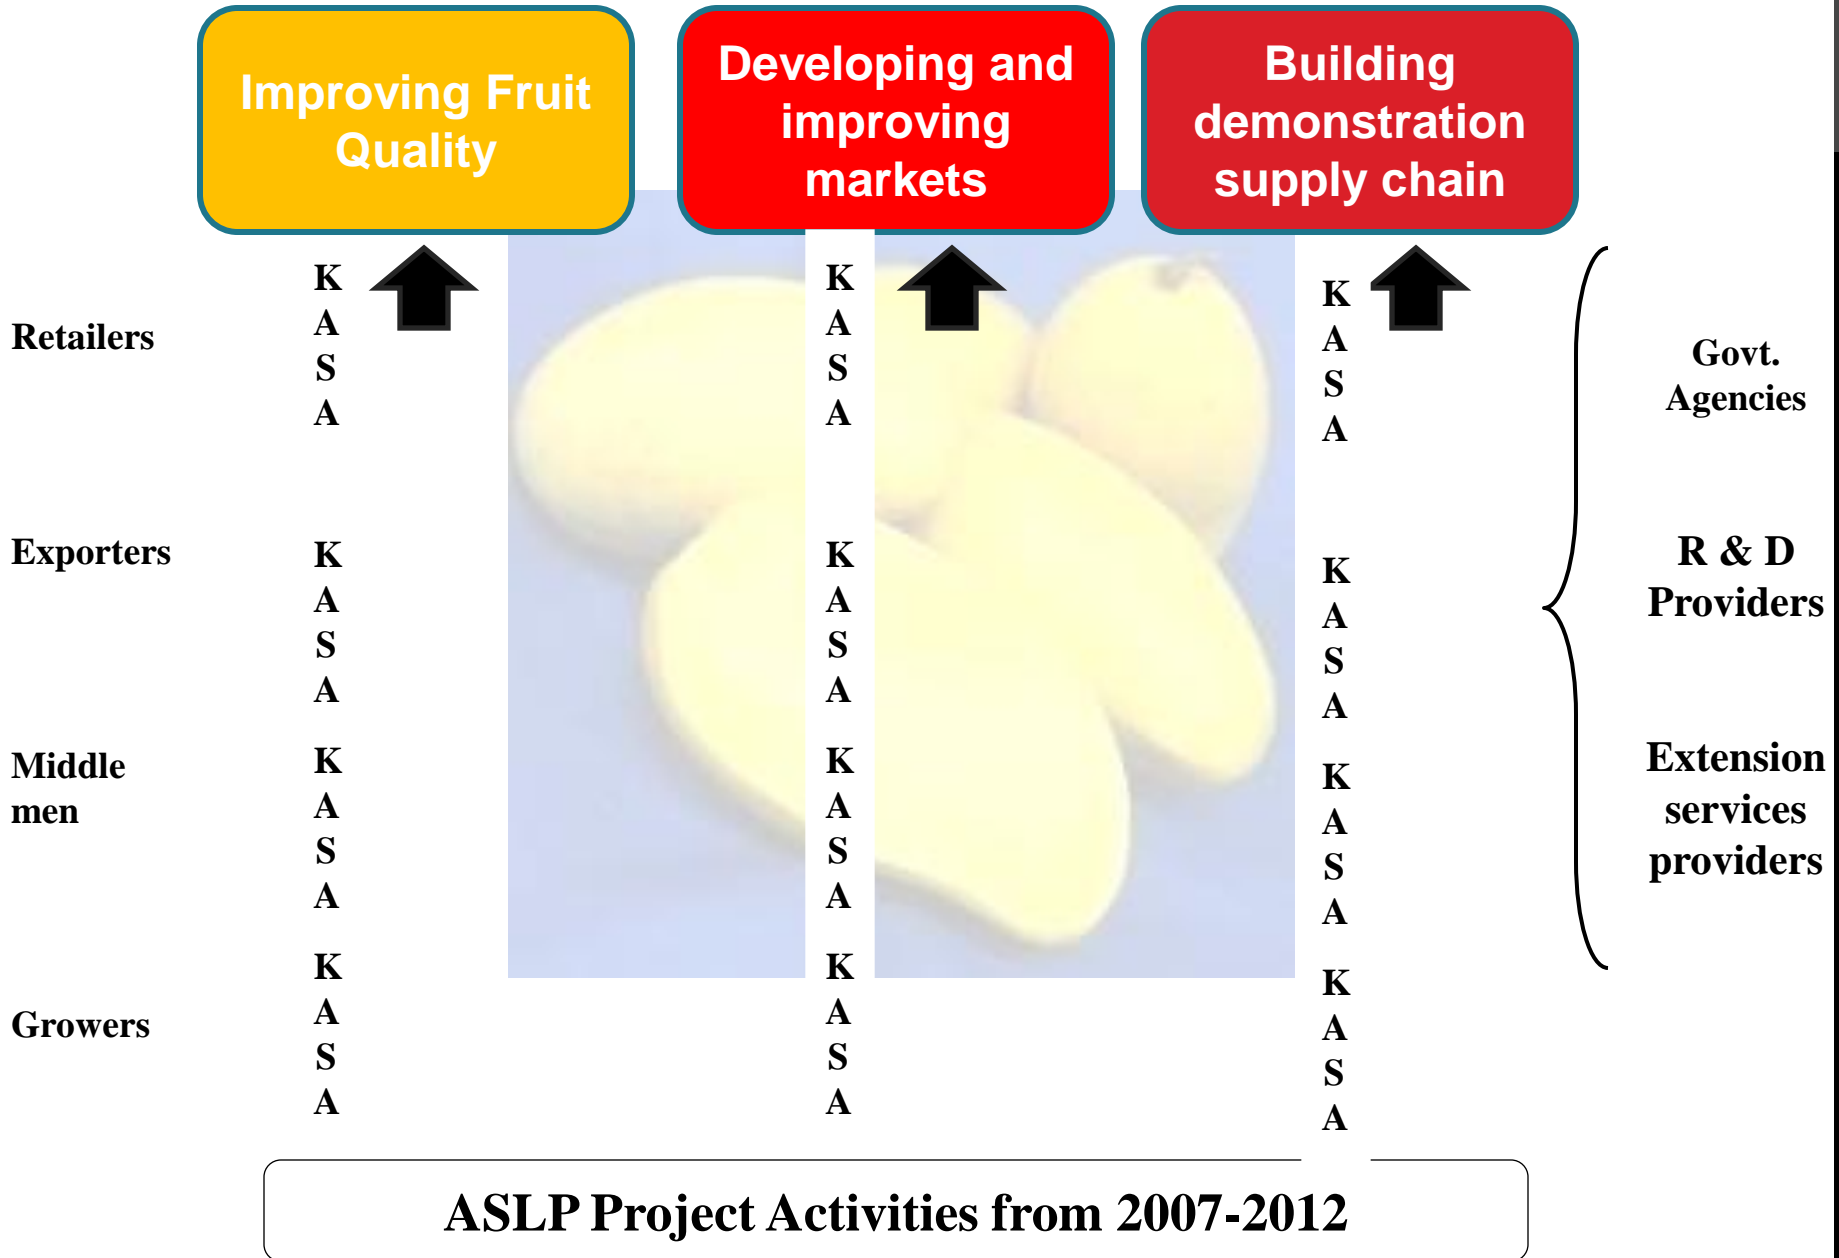 Improving Fruit
Quality
Developing and
improving
markets
Building
demonstration
supply chain
Retailers
K
A
S
A
K
A
S
A
K
A
S
A
Exporters
K
A
S
A
K
A
S
A
K
A
S
A
Middle
men
K
A
S
A
K
A
S
A
K
A
S
A
Growers
K
A
S
A
K
A
S
A
K
A
S
A
Govt.
Agencies
R & D
Providers
Extension
services
providers
ASLP Project Activities from 2007-2012